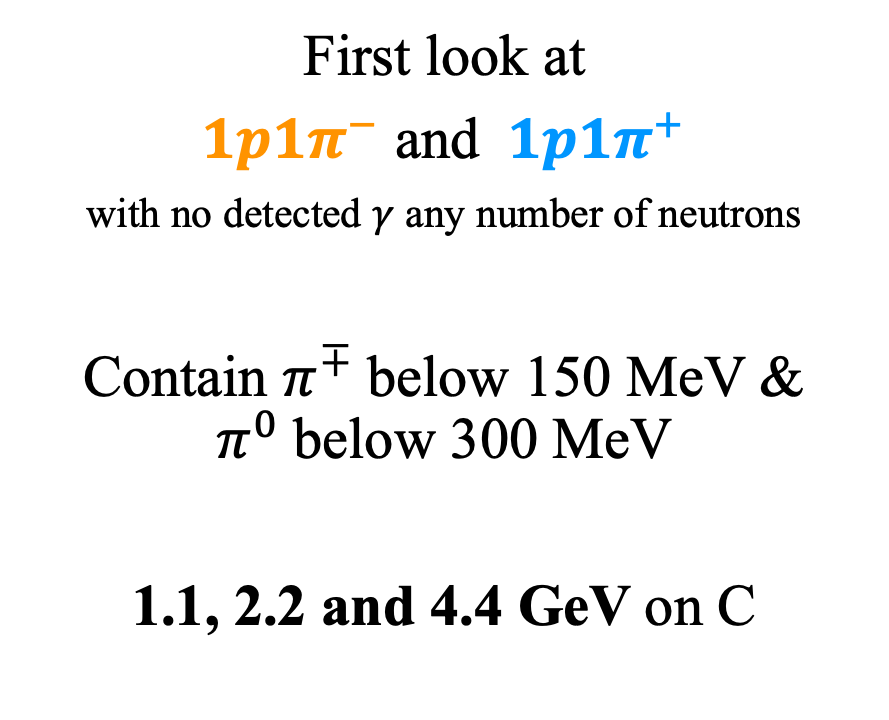 First look at
1p1π⁻ and 1p1π⁺
with no detected γ any number of neutrons
Contain π∓ below 150 MeV &
π⁰ below 300 MeV
1.1, 2.2 and 4.4 GeV on C